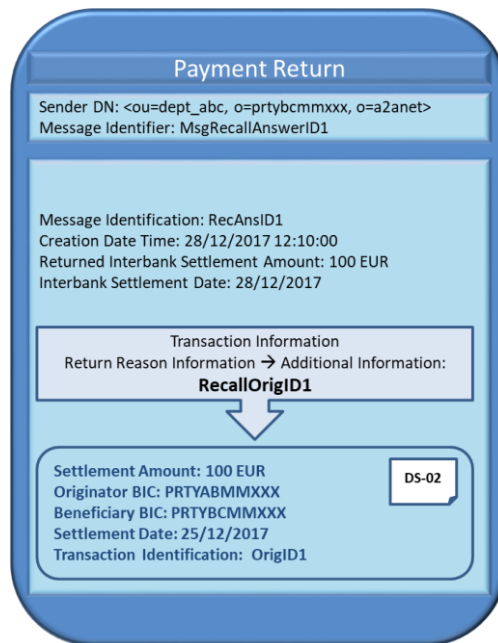 Payment Return
Sender DN: <ou=dept_abc, o=prtybcmmxxx, o=a2anet>
Message Identifier: MsgRecallAnswerID1
Message Identification: RecAnsID1
Creation Date Time: 28/12/2017 12:10:00
Returned Interbank Settlement Amount: 100 EUR
Interbank Settlement Date: 28/12/2017
Transaction Information
Return Reason Information → Additional Information:
RecallOrigID1
Settlement Amount: 100 EUR
Originator BIC: PRTYABMMXXX
Beneficiary BIC: PRTYBCMMXXX
Settlement Date: 25/12/2017
Transaction Identification: OrigID1
DS-02